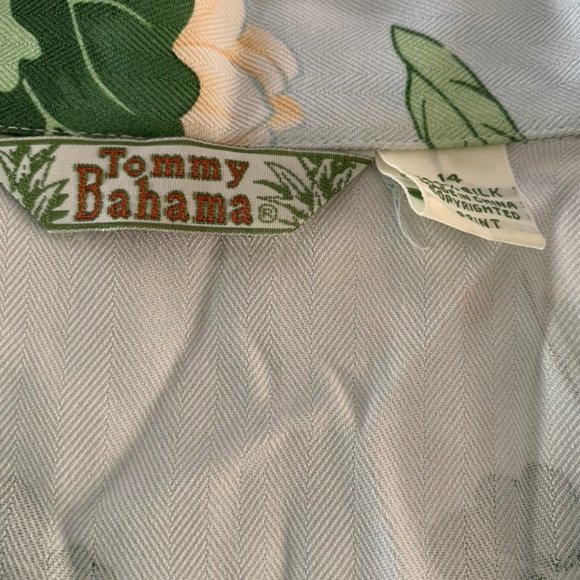 Tommy
Bahama®
14
SILK
IN CHINA
COPYRIGHTED
PRINT